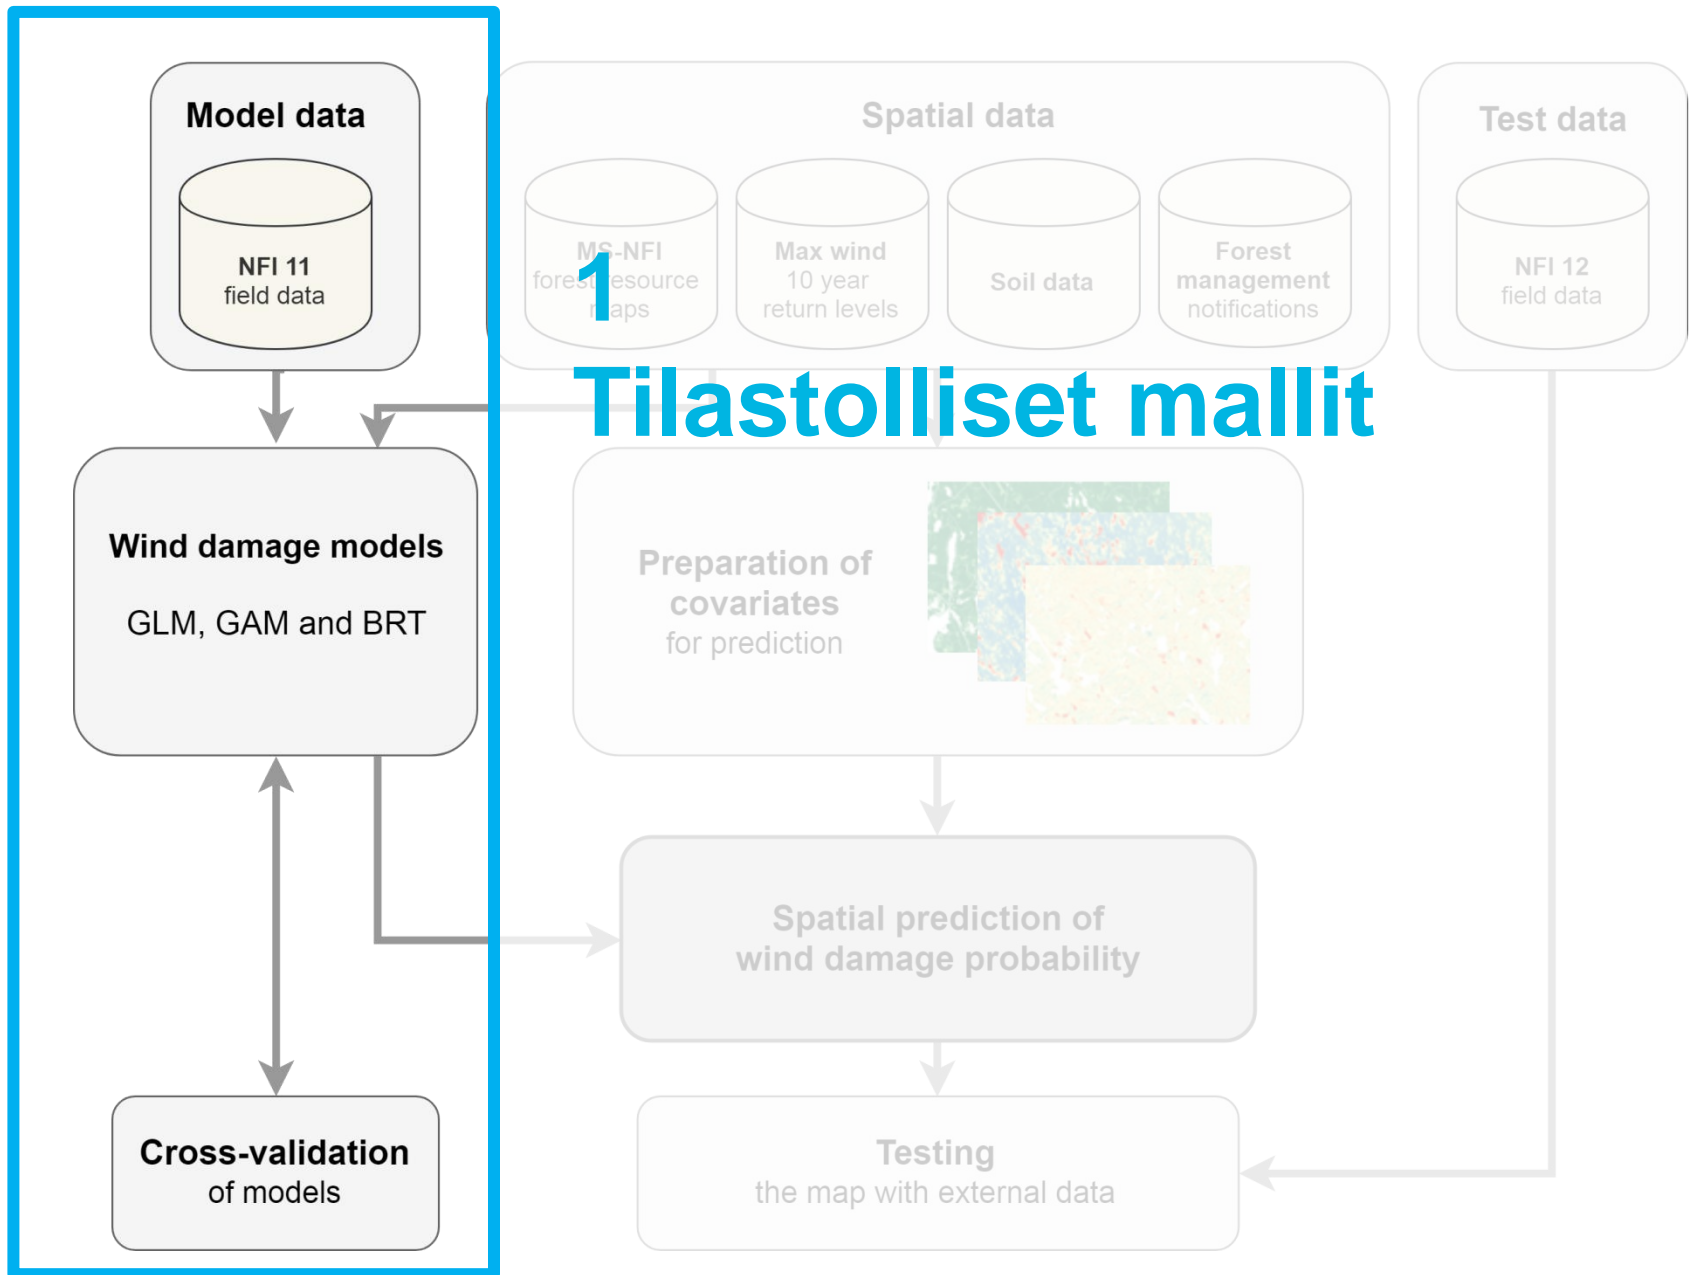 Model data
NFI 11
field data
Wind damage models
GLM, GAM and BRT
Cross-validation
of models
1
Tilastolliset mallit
Spatial data
MS-NFI
forest resource
maps
Max wind
10 year
return levels
Soil data
Forest
management
notifications
Test data
NFI 12
field data
Preparation of
covariates
for prediction
Spatial prediction of
wind damage probability
Testing
the map with external data